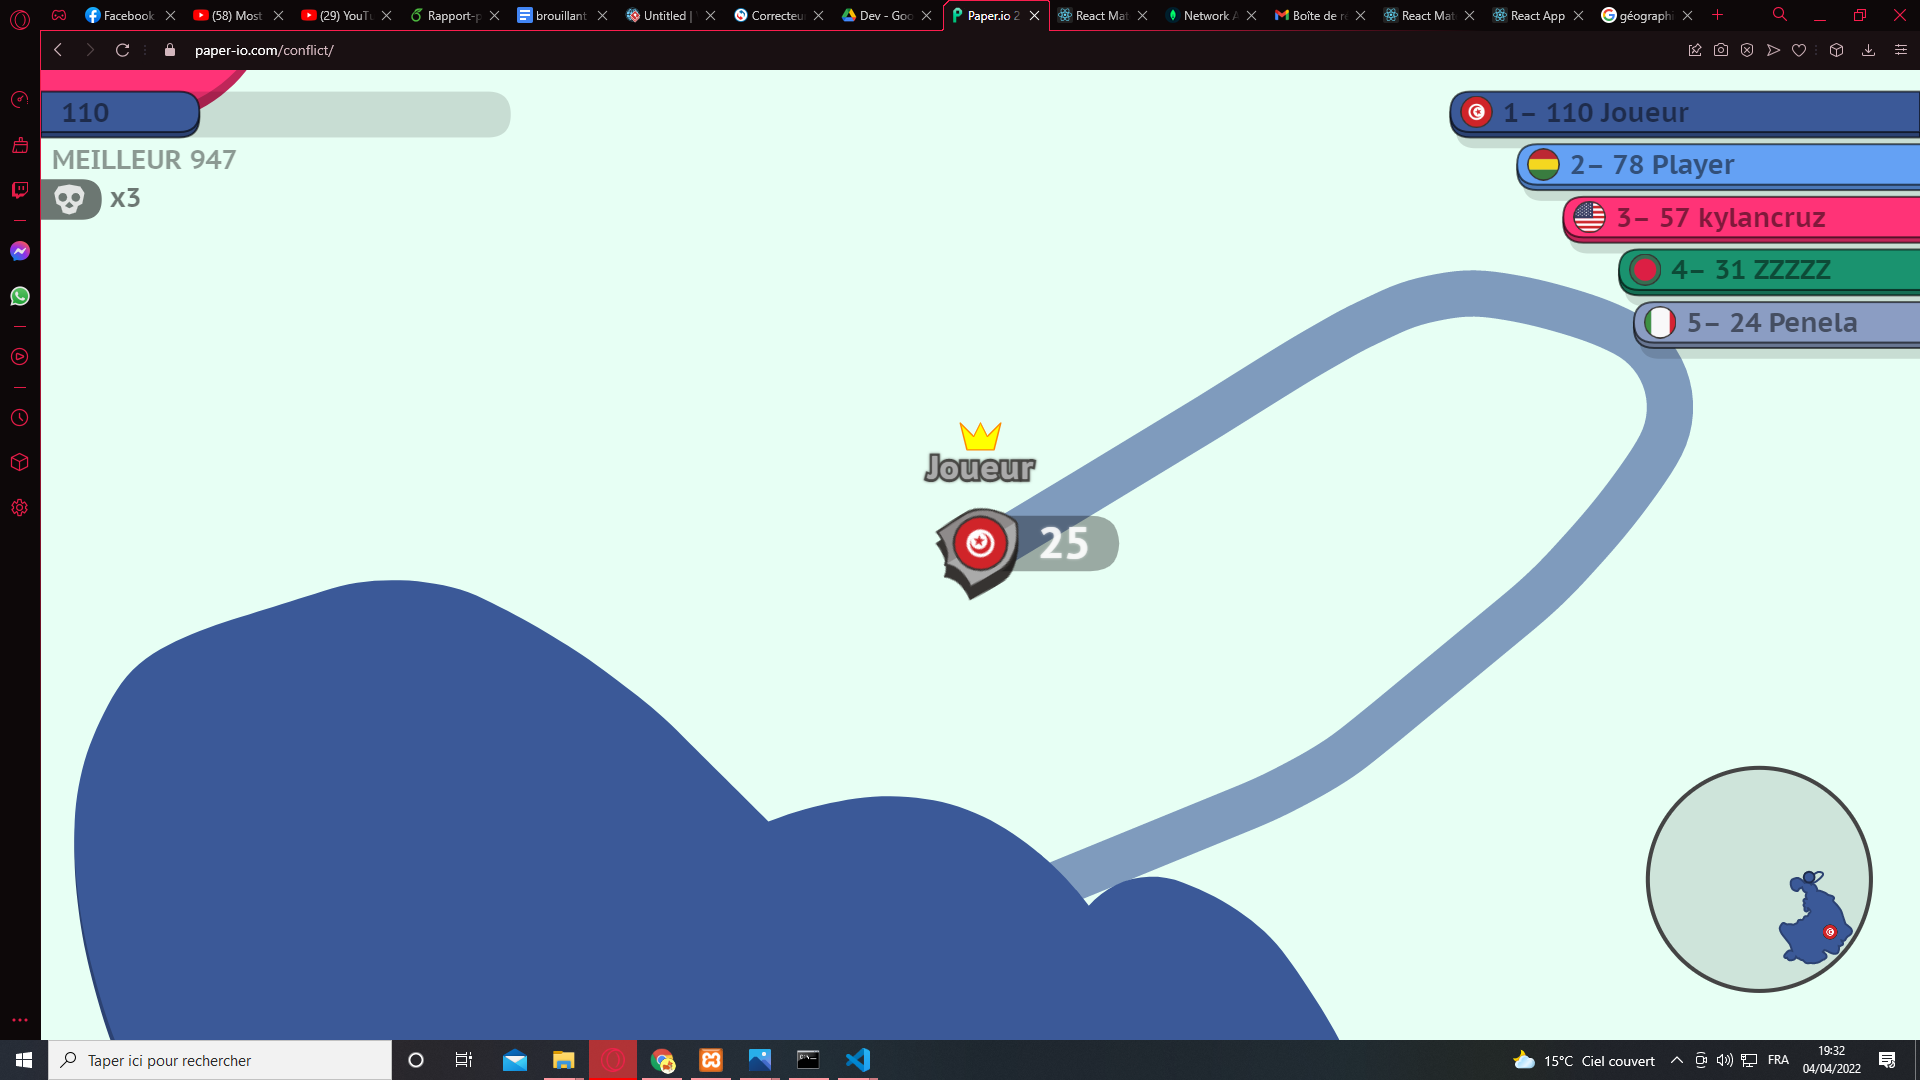 Facebook
(58) Most
(29) YouTu
Rapport-p
brouillant
Untitled |
Correcteu
Dev - Goo
Paper.io 2
React Mat
Network A
Boîte de ré
React Mat
React App
géographi
paper-io.com/conflict/
110
MEILLEUR 947
x3
1– 110 Joueur
2– 78 Player
3– 57 kylancruz
4– 31 ZZZZZ
5– 24 Penela
Joueur
25
Taper ici pour rechercher
15°C Ciel couvert
FRA
19:32
04/04/2022